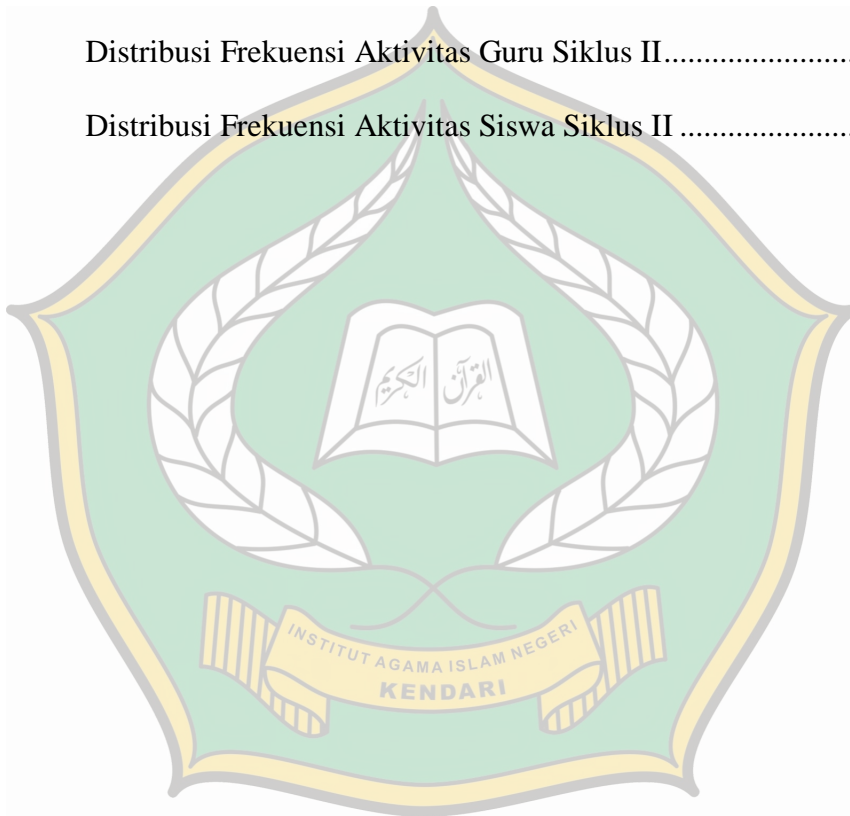 Distribusi Frekuensi Aktivitas Guru Siklus II.......................
Distribusi Frekuensi Aktivitas Siswa Siklus II .....................
القرآن الكريم
INSTITUT AGAMA ISLAM NEGERI
KENDARI